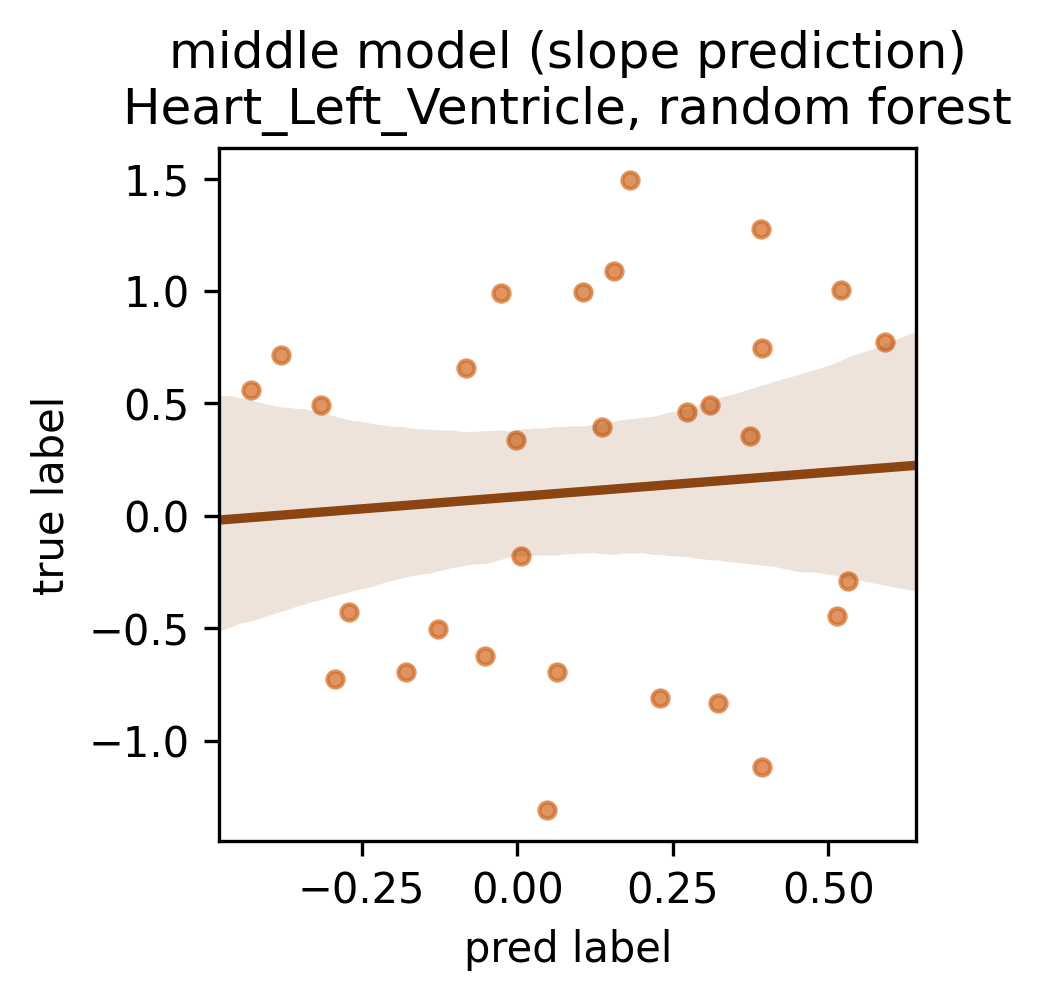 middle model (slope prediction)
Heart_Left_Ventricle, random forest
1.5
1.0
0.5
0.0
−0.5
−1.0
true label
−0.25
0.00
0.25
0.50
pred label